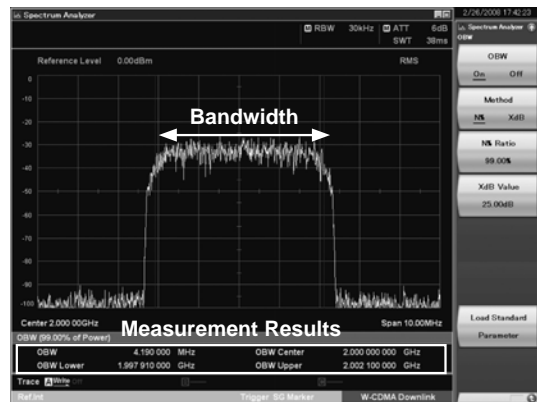 Spectrum Analyzer
2/26/2008 17:42:23
RBW 30kHz
ATT 6dB
SWT 38ms
Spectrum Analyzer
OBW
Reference Level 0.00dBm
RMS
OBW
On Off
0
-10
-20
-30
-40
-50
-60
-70
-80
-90
-100
Bandwidth
Method
N% XdB
N% Ratio
99.00%
XdB Value
25.00dB
Load Standard
Parameter
Center 2.000 00GHz
Measurement Results
Span 10.00MHz
OBW (99.00% of Power)
OBW 4.190 000 MHz OBW Center 2.000 000 000 GHz
OBW Lower 1.997 910 000 GHz OBW Upper 2.002 100 000 GHz
Trace A Write
Ref.Int
Trigger SG Marker
W-CDMA Downlink